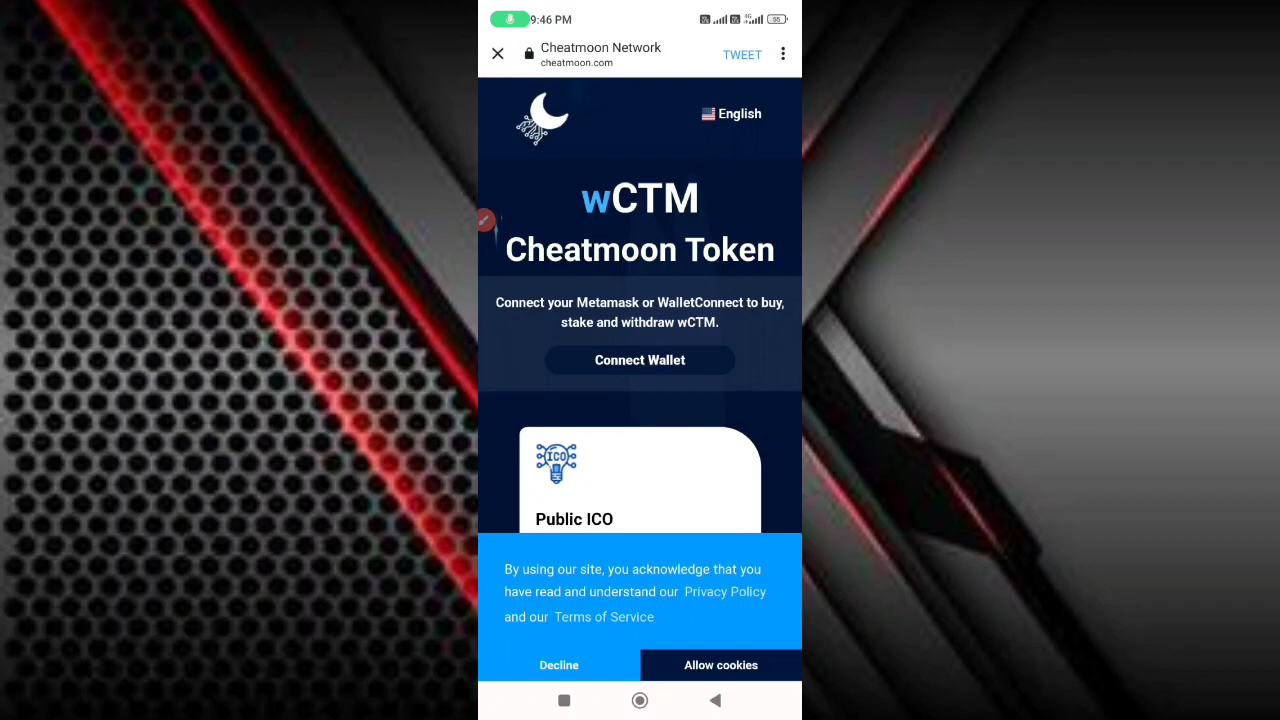 9:46 PM
4G
55
Cheatmoon Network
cheatmoon.com
TWEET
English
wCTM
Cheatmoon Token
Connect your Metamask or WalletConnect to buy,
stake and withdraw wCTM.
Connect Wallet
ICO
Public ICO
By using our site, you acknowledge that you
have read and understand our Privacy Policy
and our Terms of Service
Decline
Allow cookies